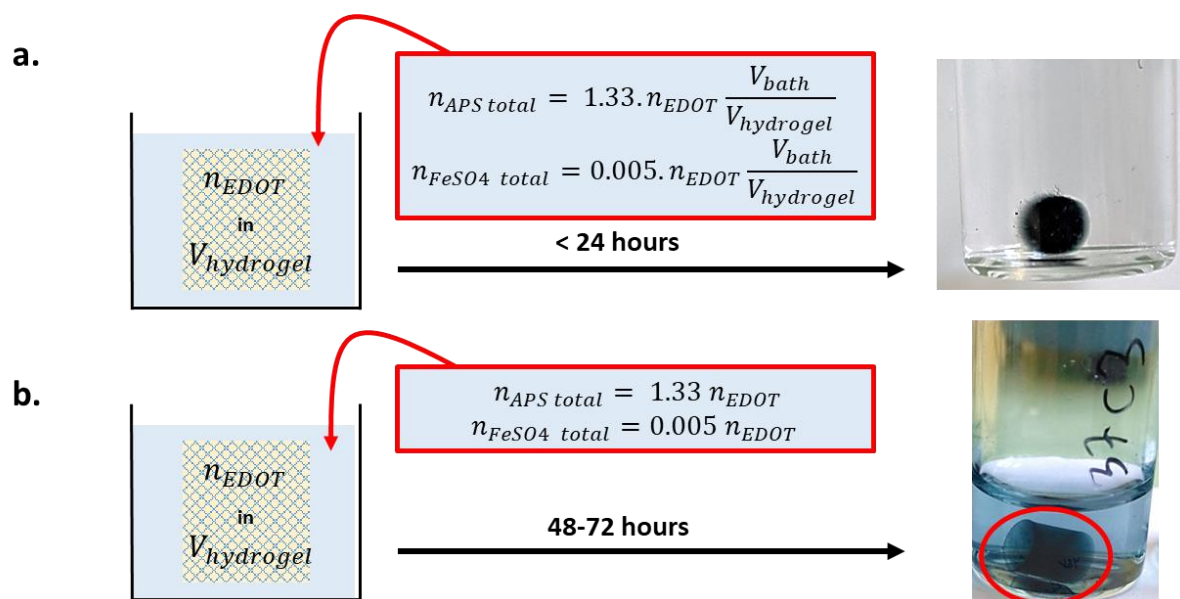 a.
n_EDOT
in
V_hydrogel
n_APS total = 1.33. n_EDOT V_bath/V_hydrogel
n_FeSO4 total = 0.005. n_EDOT V_bath/V_hydrogel
< 24 hours
b.
n_EDOT
in
V_hydrogel
n_APS total = 1.33 n_EDOT
n_FeSO4 total = 0.005 n_EDOT
48-72 hours